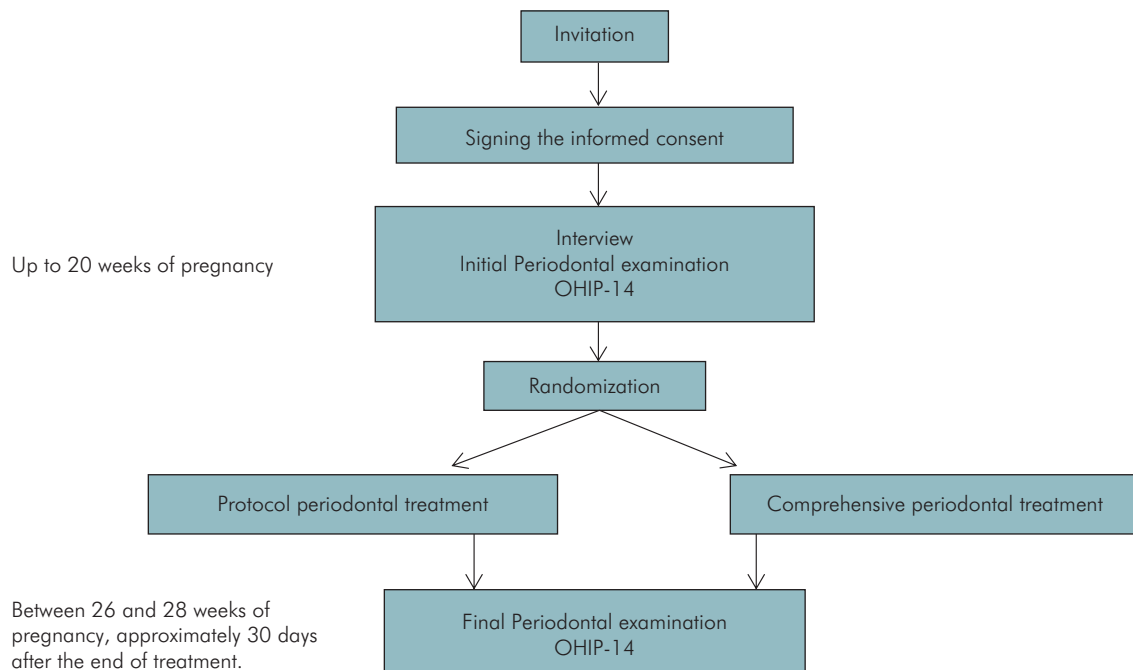 Invitation
Signing the informed consent
Up to 20 weeks of pregnancy
Interview
Initial Periodontal examination
OHIP-14
Randomization
Protocol periodontal treatment
Comprehensive periodontal treatment
Between 26 and 28 weeks of
pregnancy, approximately 30 days
after the end of treatment.
Final Periodontal examination
OHIP-14